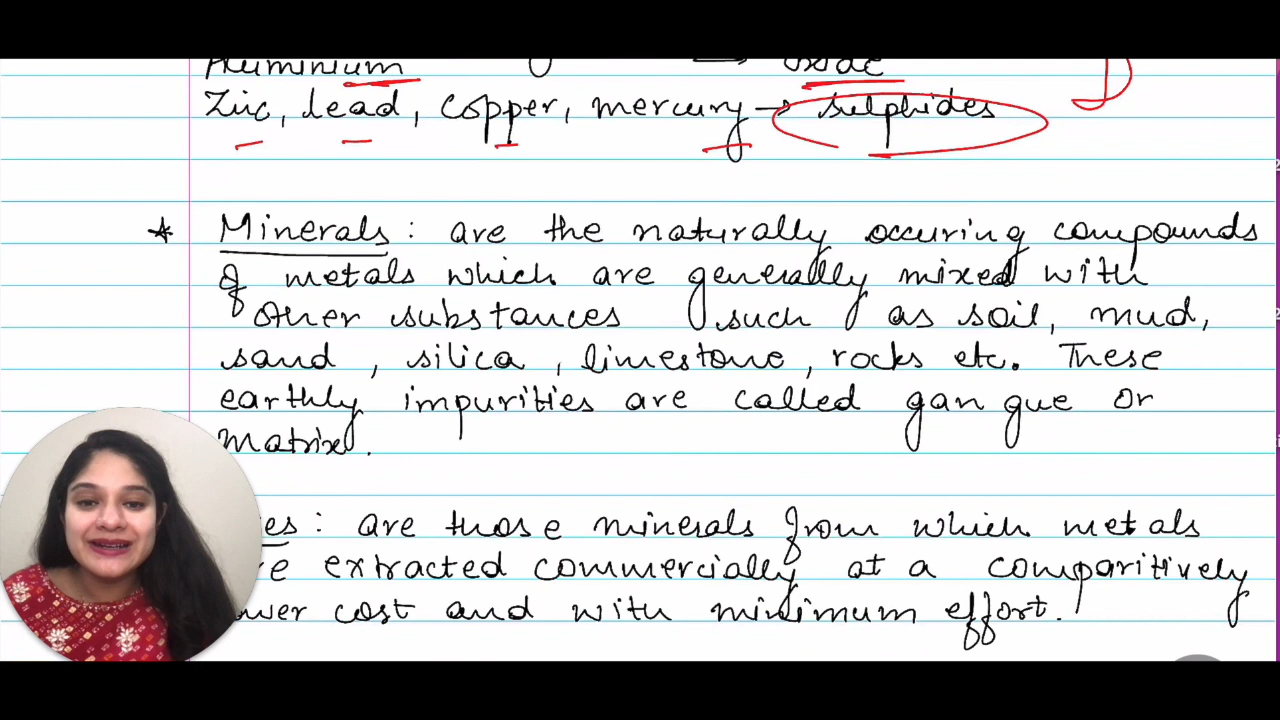 Aluminium → oxide
Zinc, lead, copper, mercury → sulphides
* Minerals : are the naturally occuring compounds
of metals which are generally mixed with
other substances such as soil, mud,
sand, silica, limestone, rocks etc. These
earthly impurities are called gangue or
matrix.
are those minerals from which metals
extracted commercially at a comparitively
cost and with minimum effort.